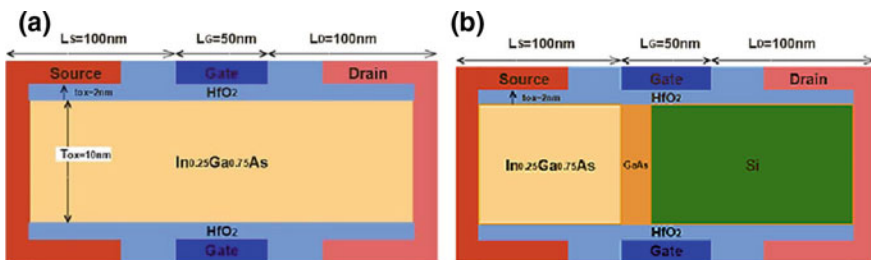 (a)
LS=100nm LG=50nm LD=100nm
Source Gate Drain
tox=2nm HfO2
Tox=10nm
In0.25Ga0.75As
HfO2
Gate
(b)
LS=100nm LG=50nm LD=100nm
Source Gate Drain
tox=2nm HfO2
In0.25Ga0.75As GaAs Si
HfO2
Gate